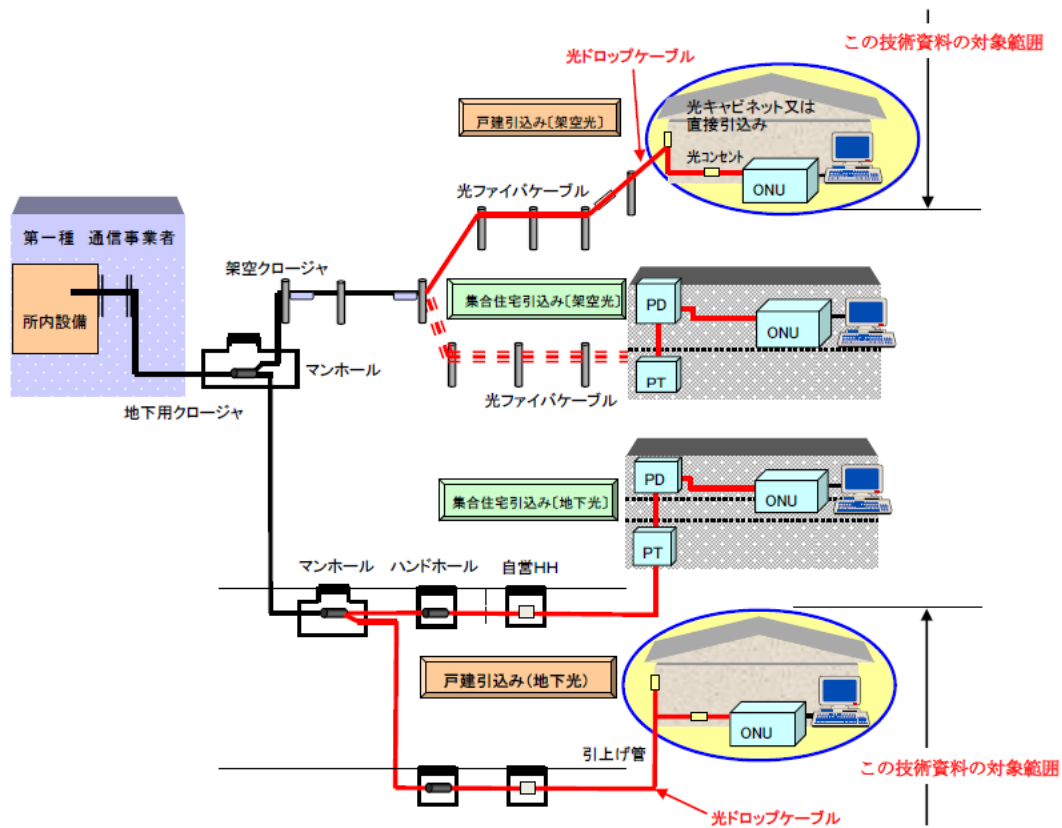 この技術資料の対象範囲
光ドロップケーブル
戸建引込み〔架空光〕
光キャビネット又は
直接引込み
光コンセント
ONU
光ファイバケーブル
第一種 通信事業者
所内設備
架空クロージャ
集合住宅引込み〔架空光〕
PD
ONU
PT
マンホール
光ファイバケーブル
地下用クロージャ
PD
ONU
集合住宅引込み〔地下光〕
PT
マンホール
ハンドホール
自営HH
戸建引込み(地下光)
ONU
引上げ管
この技術資料の対象範囲
光ドロップケーブル